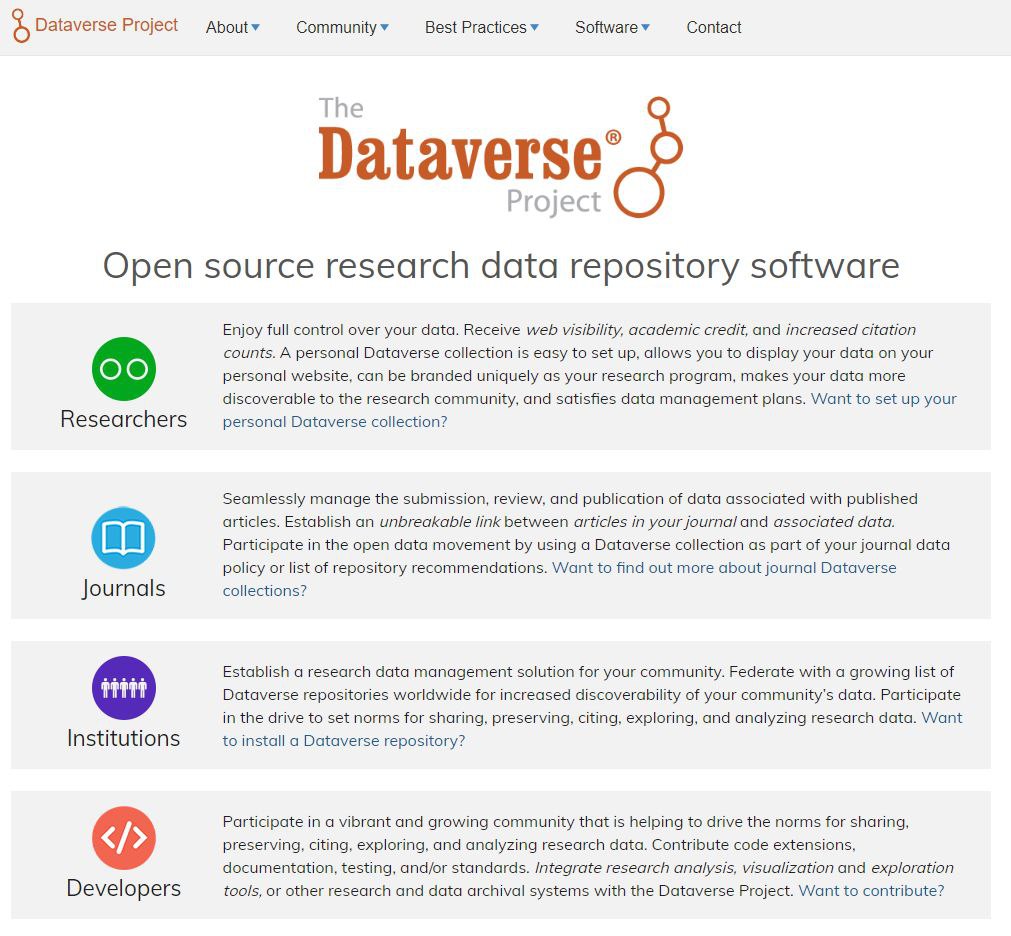 Dataverse Project About Community Best Practices Software Contact
The
Dataverse®
Project
Open source research data repository software
Enjoy full control over your data. Receive web visibility, academic credit, and increased citation
counts. A personal Dataverse collection is easy to set up, allows you to display your data on your
personal website, can be branded uniquely as your research program, makes your data more
discoverable to the research community, and satisfies data management plans. Want to set up your
personal Dataverse collection?
Researchers
Seamlessly manage the submission, review, and publication of data associated with published
articles. Establish an unbreakable link between articles in your journal and associated data.
Participate in the open data movement by using a Dataverse collection as part of your journal data
policy or list of repository recommendations. Want to find out more about journal Dataverse
collections?
Journals
Establish a research data management solution for your community. Federate with a growing list of
Dataverse repositories worldwide for increased discoverability of your community's data. Participate
in the drive to set norms for sharing, preserving, citing, exploring, and analyzing research data. Want
to install a Dataverse repository?
Institutions
Participate in a vibrant and growing community that is helping to drive the norms for sharing,
preserving, citing, exploring, and analyzing research data. Contribute code extensions,
documentation, testing, and/or standards. Integrate research analysis, visualization and exploration
tools, or other research and data archival systems with the Dataverse Project. Want to contribute?
Developers